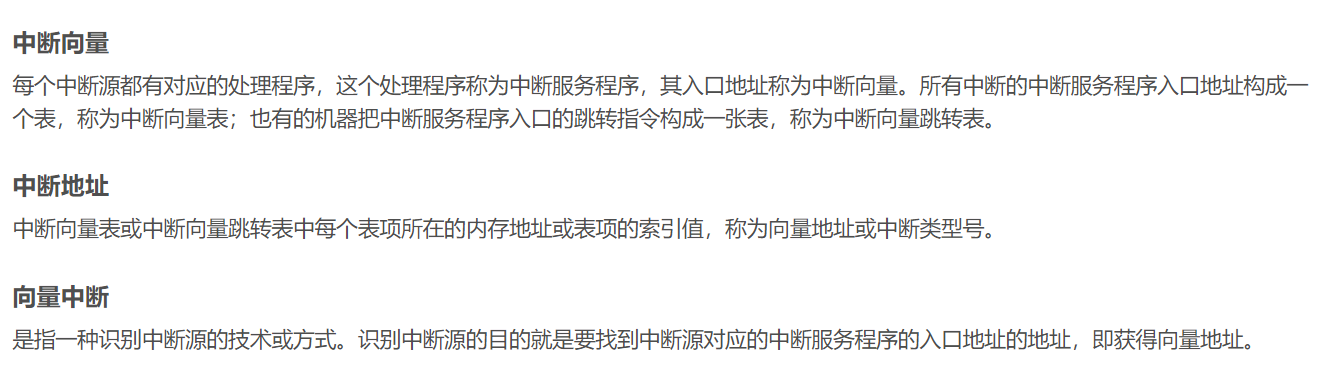 中断向量
每个中断源都有对应的处理程序，这个处理程序称为中断服务程序，其入口地址称为中断向量。所有中断的中断服务程序入口地址构成一
个表，称为中断向量表；也有的机器把中断服务程序入口的跳转指令构成一张表，称为中断向量跳转表。
中断地址
中断向量表或中断向量跳转表中每个表项所在的内存地址或表项的索引值，称为向量地址或中断类型号。
向量中断
是指一种识别中断源的技术或方式。识别中断源的目的就是要找到中断源对应的中断服务程序的入口地址的地址，即获得向量地址。